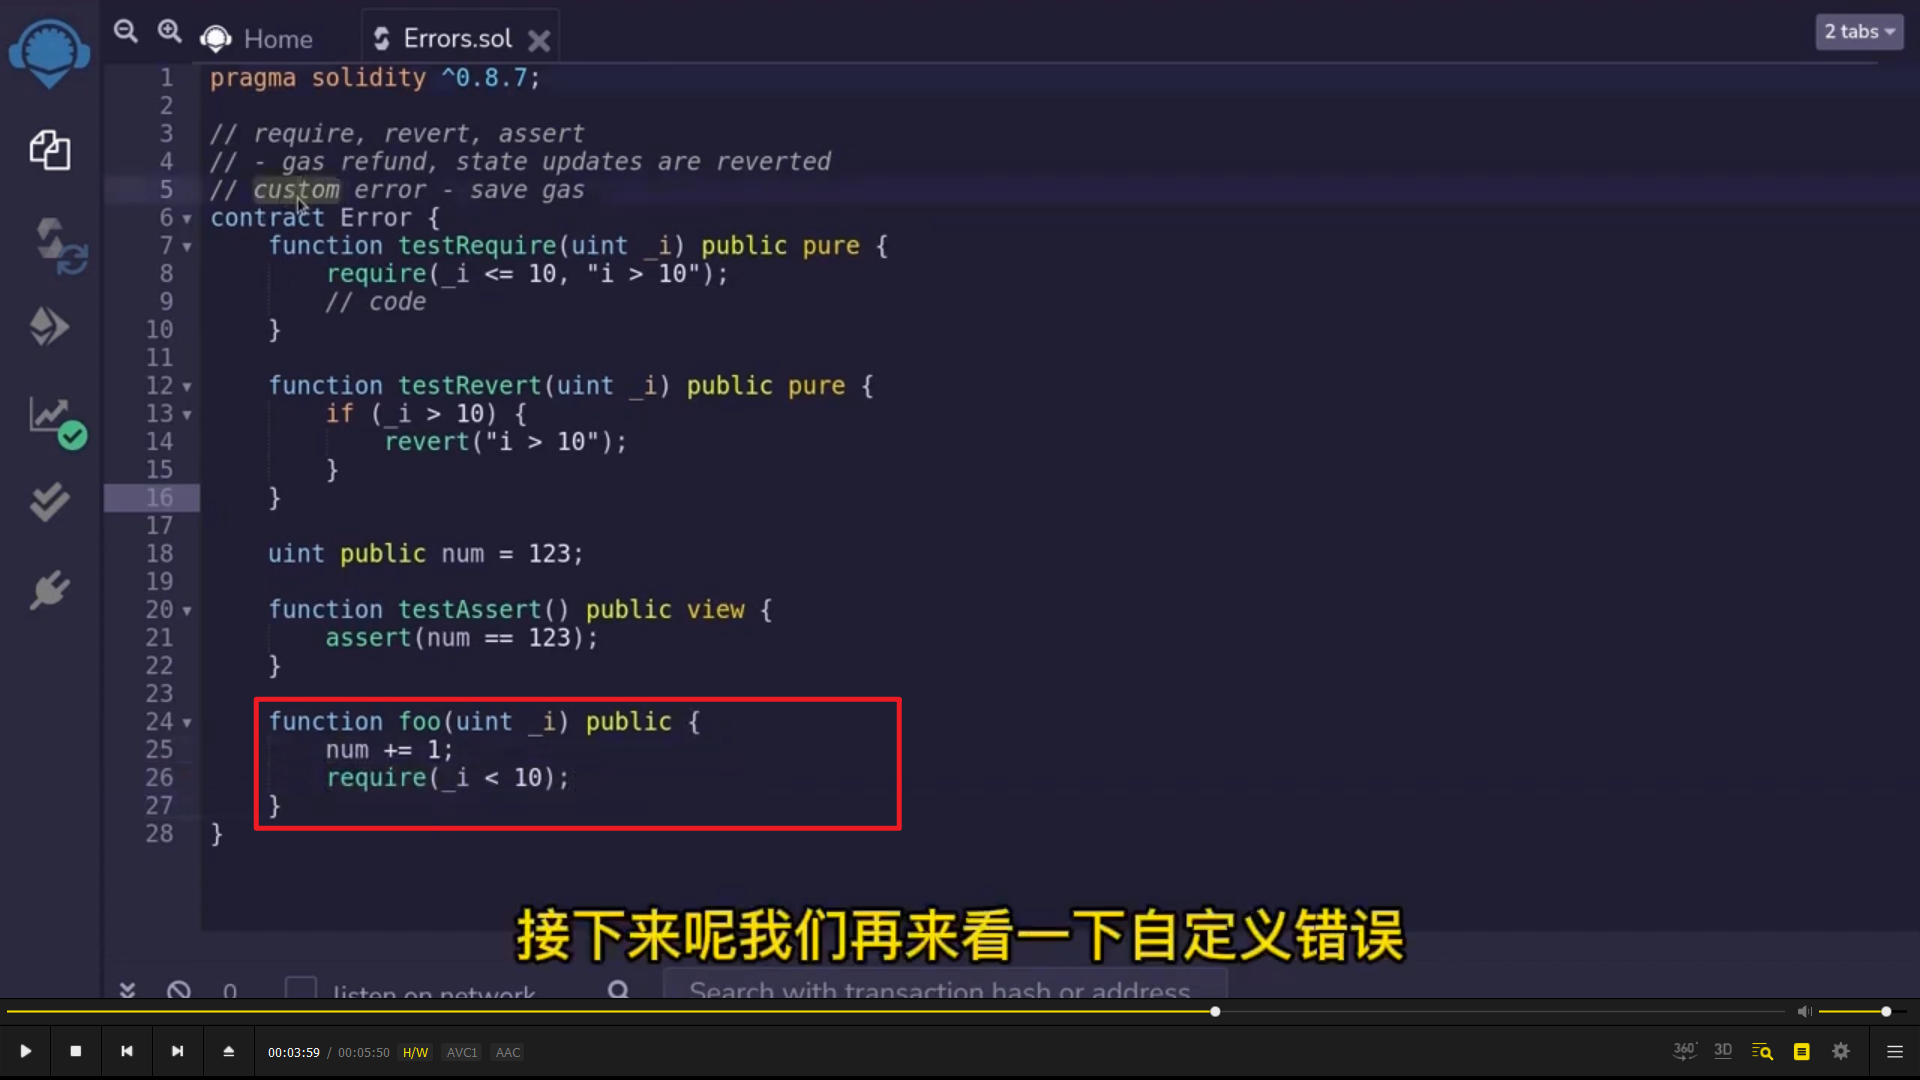 Home
Errors.sol
2 tabs
1 pragma solidity ^0.8.7;
2
3 // require, revert, assert
4 // - gas refund, state updates are reverted
5 // custom error - save gas
6 contract Error {
7 function testRequire(uint _i) public pure {
8 require(_i <= 10, "i > 10");
9 // code
10 }
11
12 function testRevert(uint _i) public pure {
13 if (_i > 10) {
14 revert("i > 10");
15 }
16 }
17
18 uint public num = 123;
19
20 function testAssert() public view {
21 assert(num == 123);
22 }
23
24 function foo(uint _i) public {
25 num += 1;
26 require(_i < 10);
27 }
28 }
接下来呢我们再来看一下自定义错误
0 listen on network Search with transaction hash or address
00:03:59 / 00:05:50 H/W AVC1 AAC 360° 3D